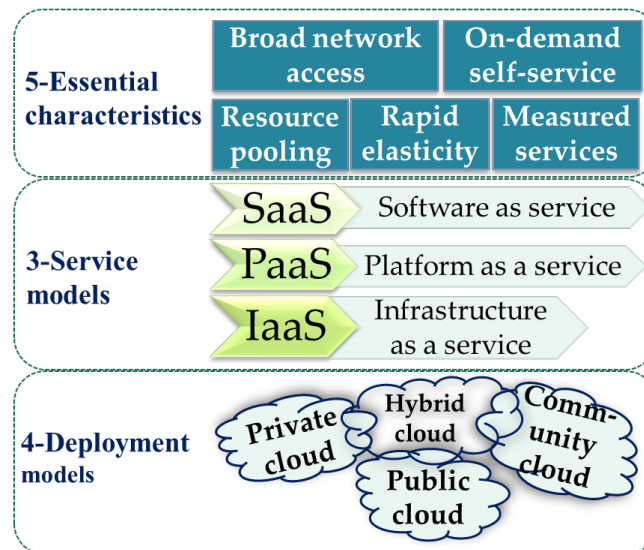 5-Essential
characteristics
Broad network
access
On-demand
self-service
Resource
pooling
Rapid
elasticity
Measured
services
3-Service
models
SaaS
Software as service
PaaS
Platform as a service
IaaS
Infrastructure
as a service
4-Deployment
models
Private
cloud
Hybrid
cloud
Comm-
unity
cloud
Public
cloud